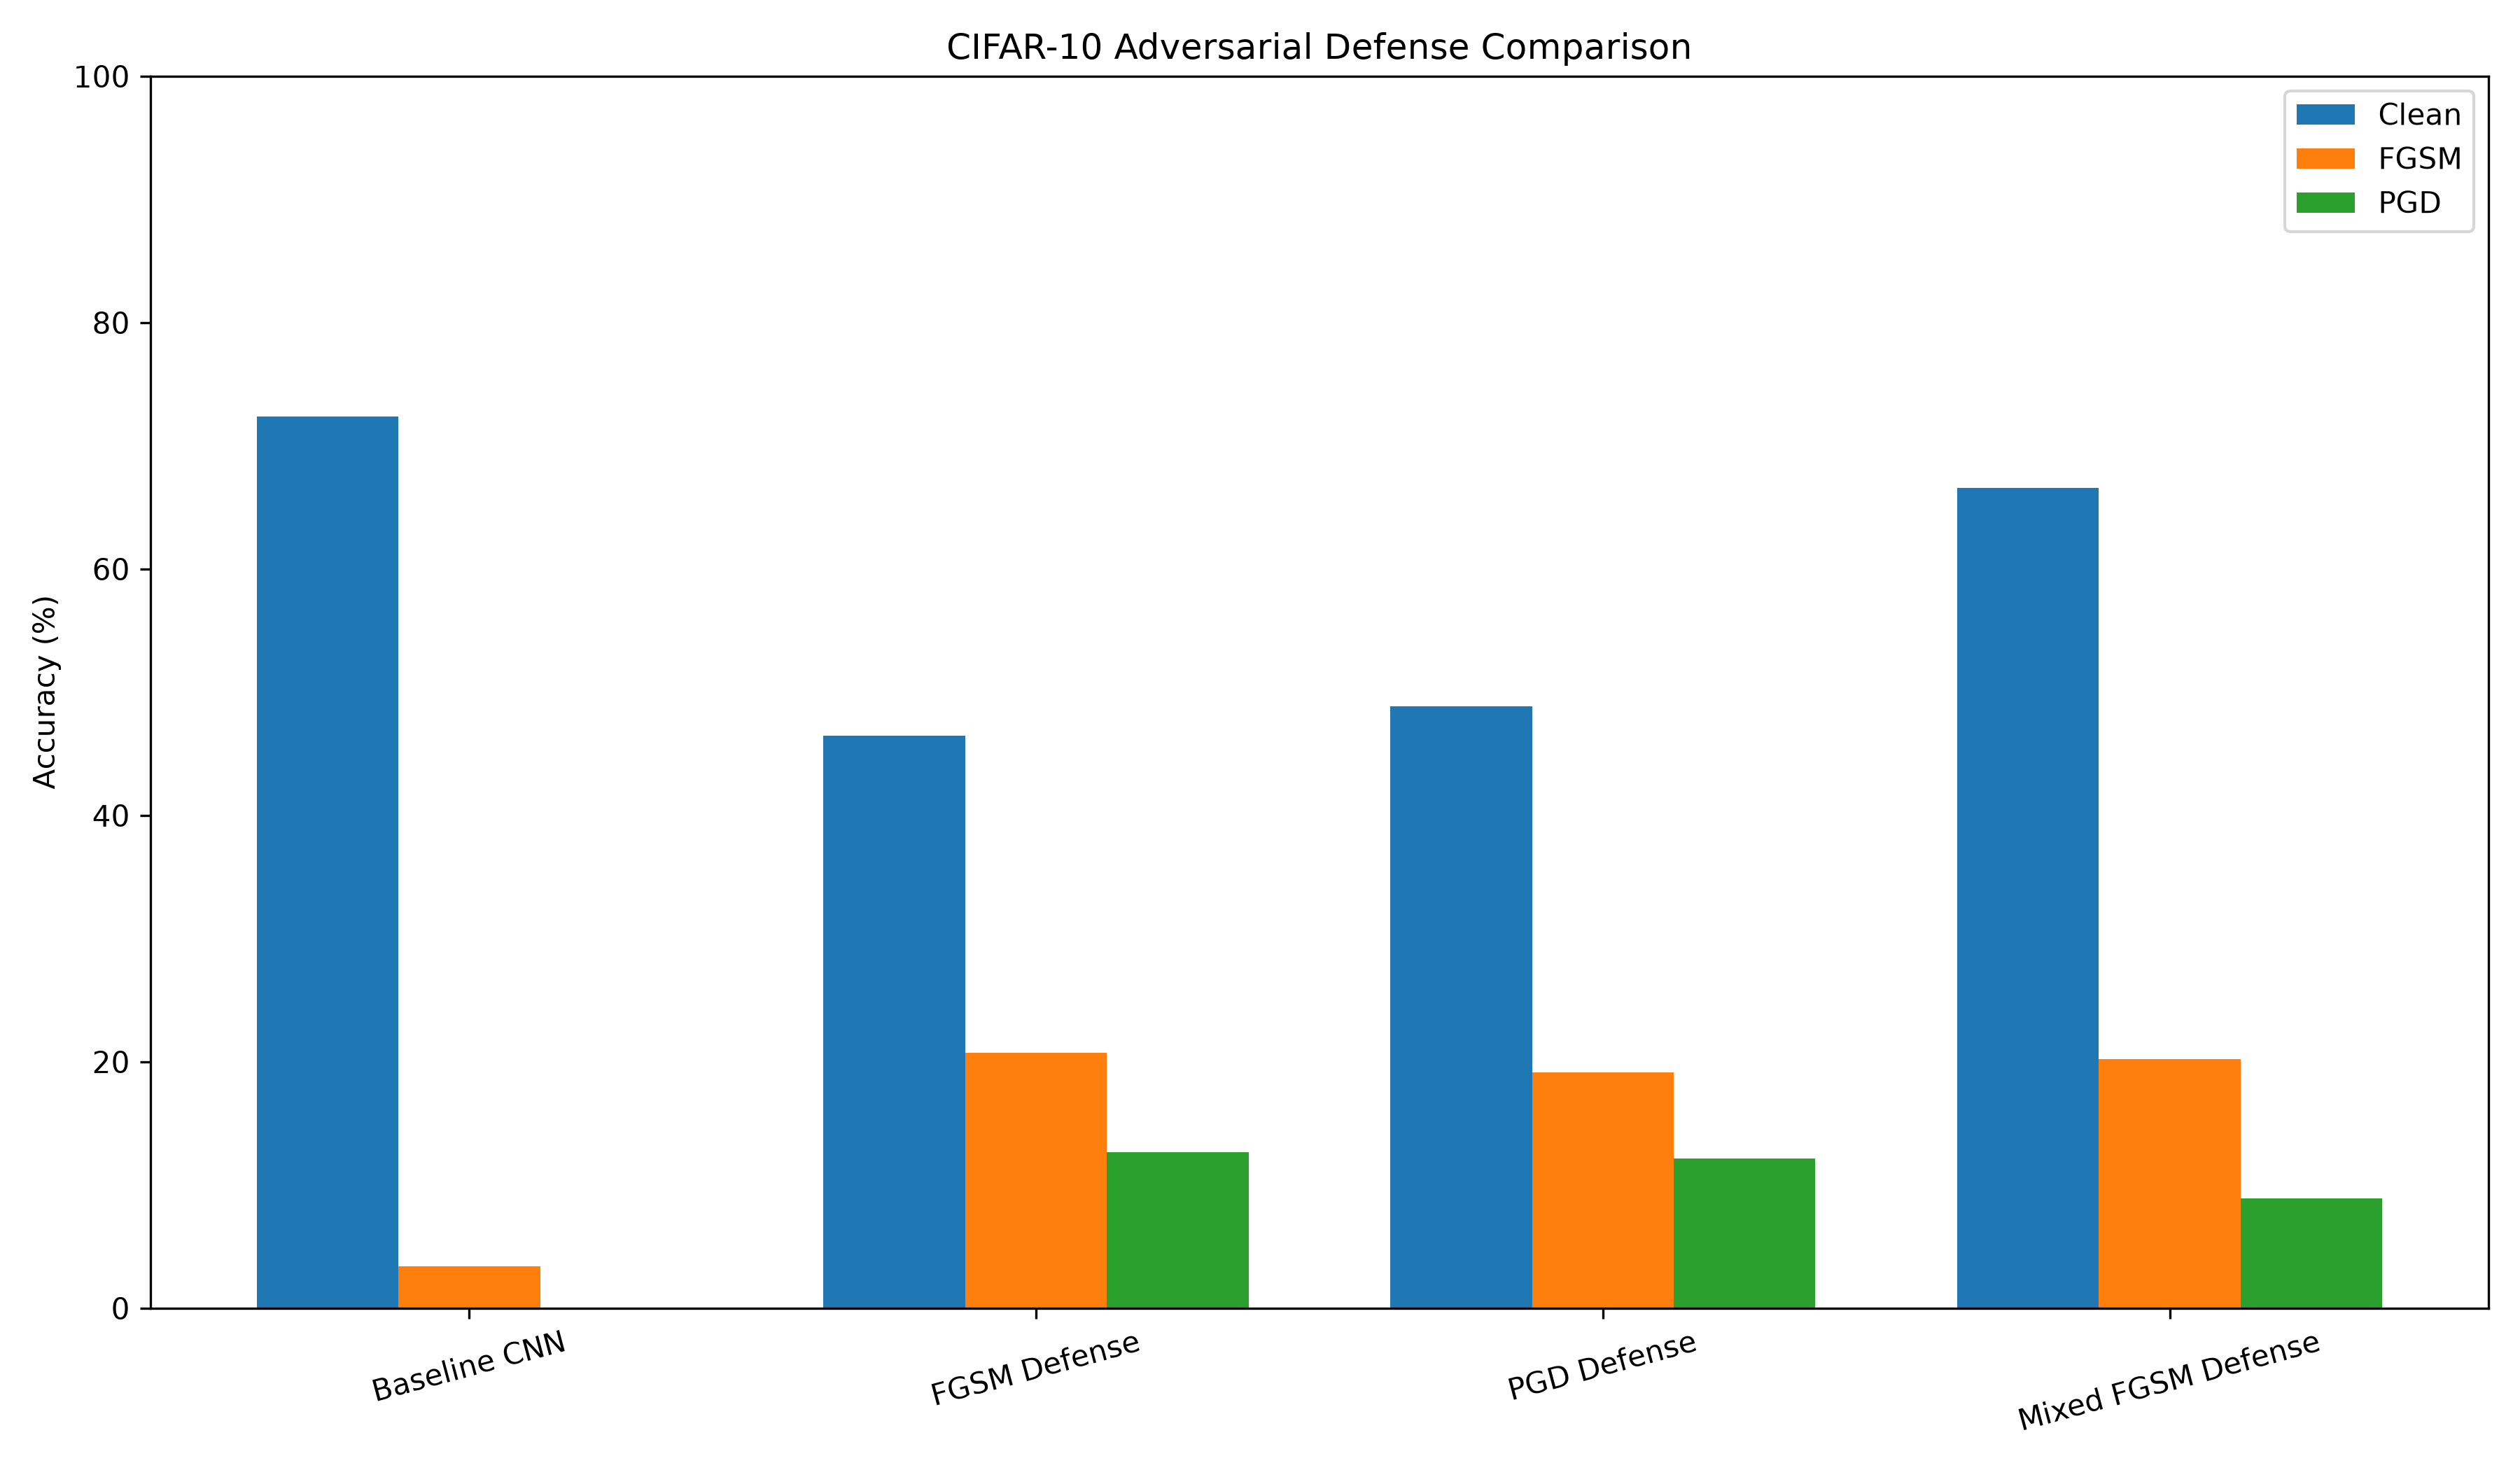 CIFAR-10 Adversarial Defense Comparison
Clean
FGSM
PGD
Accuracy (%)
100
80
60
40
20
0
Baseline CNN
FGSM Defense
PGD Defense
Mixed FGSM Defense